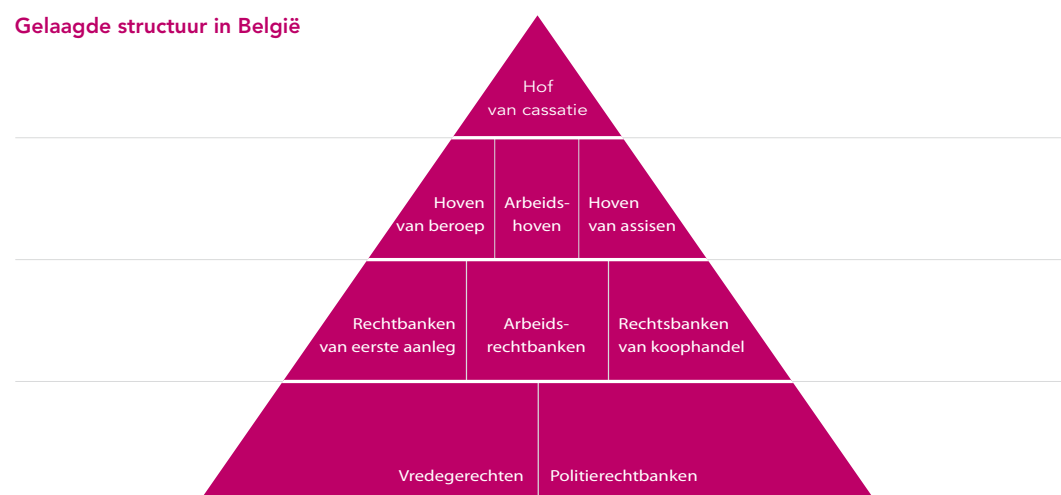 Gelaagde structuur in België
Hof
van cassatie
Hoven
van beroep
Arbeids-
hoven
Hoven
van assisen
Rechtbanken
van eerste aanleg
Arbeids-
rechtbanken
Rechtsbanken
van koophandel
Vredegerechten
Politierechtbanken